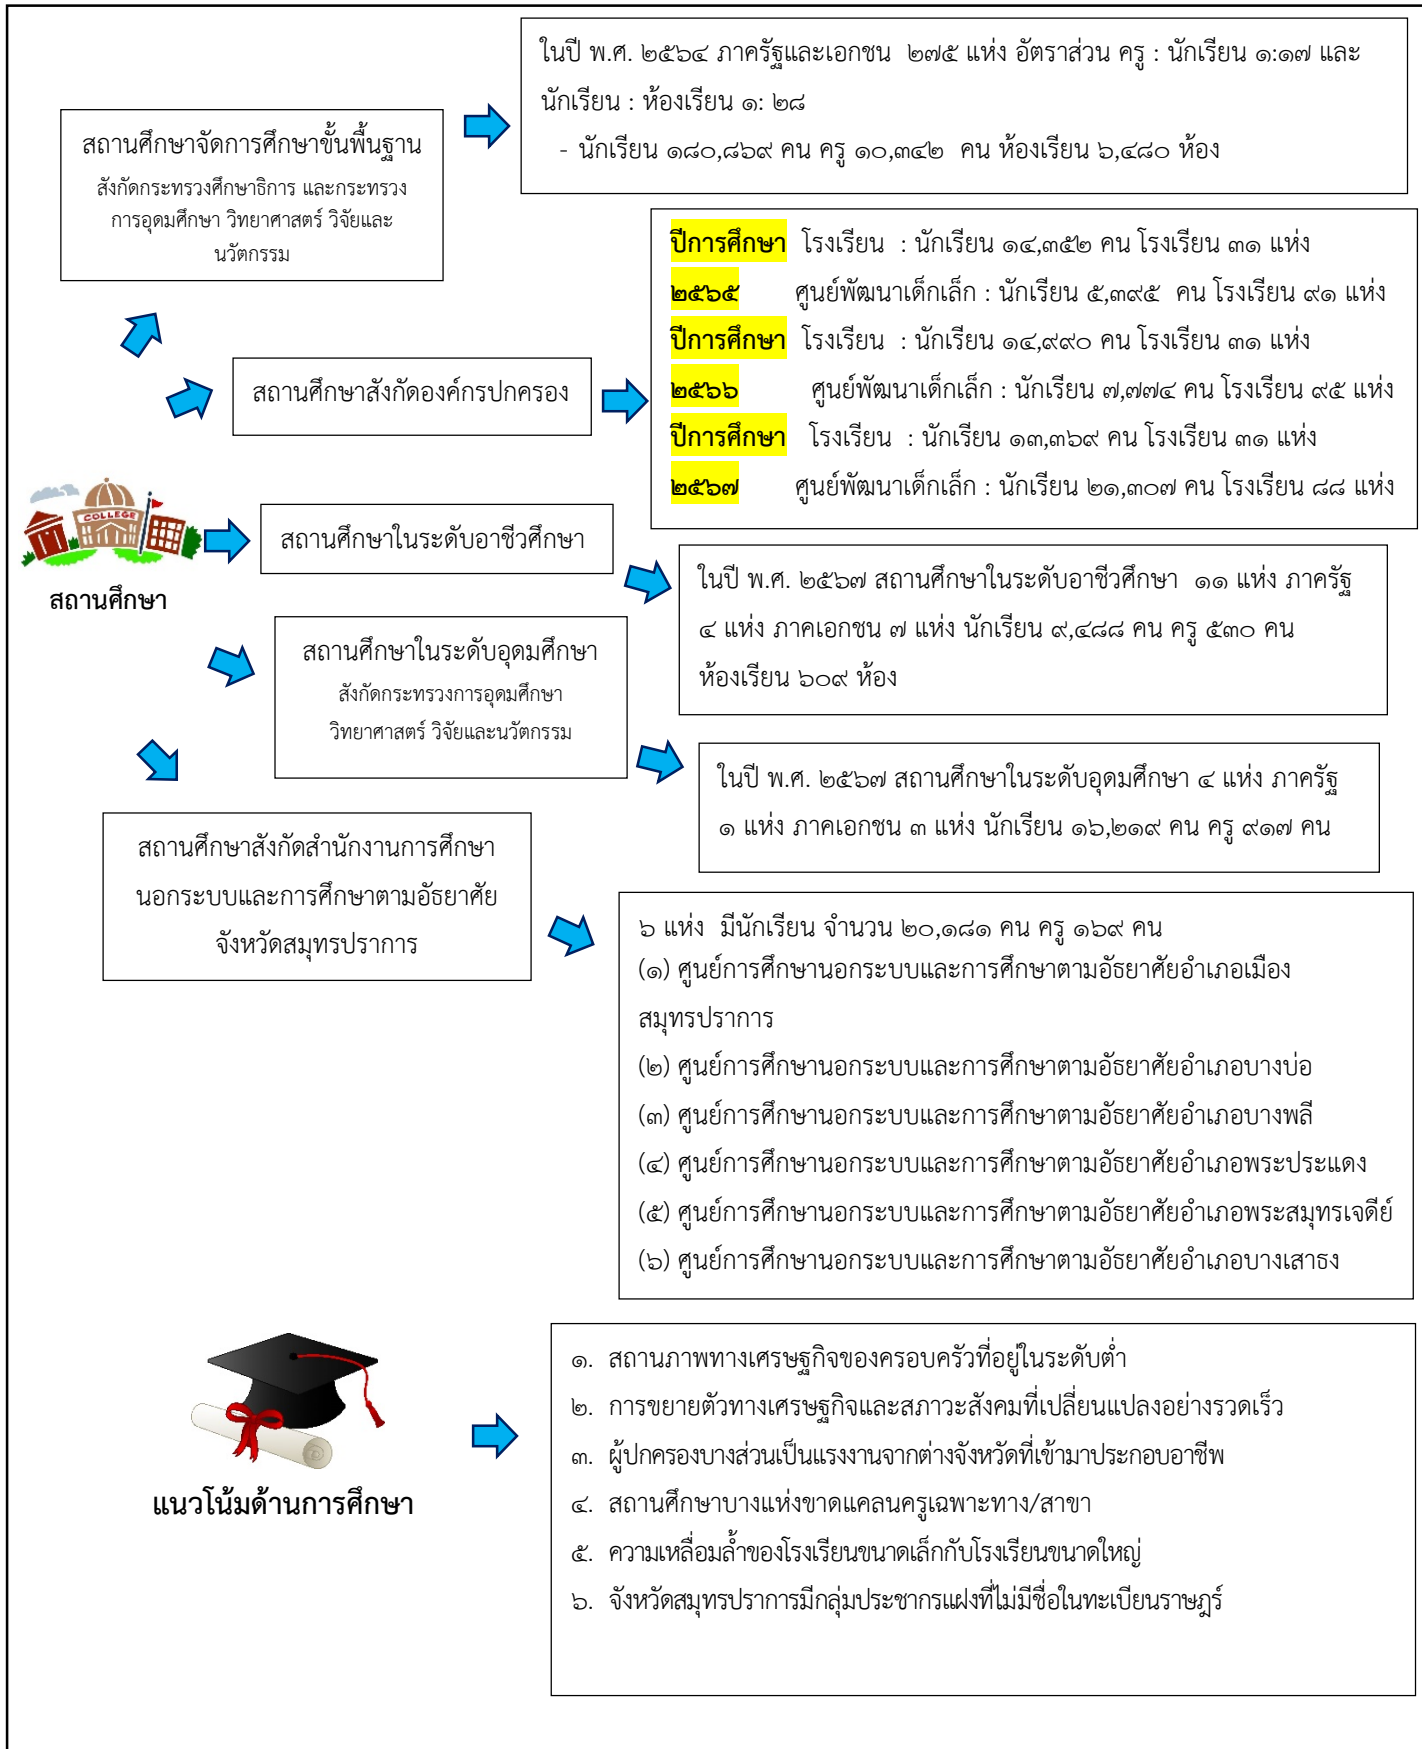 ในปี พ.ศ. ๒๕๖๔ ภาครัฐและเอกชน ๒๗๕ แห่ง อัตราส่วน ครู : นักเรียน ๑:๑๗ และ
นักเรียน : ห้องเรียน ๑: ๒๘
- นักเรียน ๑๘๐,๘๖๙ คน ครู ๑๐,๓๔๒ คน ห้องเรียน ๖,๔๘๐ ห้อง
สถานศึกษาจัดการศึกษาขั้นพื้นฐาน
สังกัดกระทรวงศึกษาธิการ และกระทรวง
การอุดมศึกษา วิทยาศาสตร์ วิจัยและ
นวัตกรรม
ปีการศึกษา โรงเรียน : นักเรียน ๑๔,๓๕๒ คน โรงเรียน ๓๑ แห่ง
๒๕๖๕ ศูนย์พัฒนาเด็กเล็ก : นักเรียน ๕,๓๙๕ คน โรงเรียน ๙๑ แห่ง
ปีการศึกษา โรงเรียน : นักเรียน ๑๔,๙๙๐ คน โรงเรียน ๓๑ แห่ง
๒๕๖๖ ศูนย์พัฒนาเด็กเล็ก : นักเรียน ๗,๗๗๔ คน โรงเรียน ๙๕ แห่ง
ปีการศึกษา โรงเรียน : นักเรียน ๑๓,๓๖๙ คน โรงเรียน ๓๑ แห่ง
๒๕๖๗ ศูนย์พัฒนาเด็กเล็ก : นักเรียน ๒๑,๓๐๗ คน โรงเรียน ๘๘ แห่ง
สถานศึกษาสังกัดองค์กรปกครอง
COLLEGE
สถานศึกษา
สถานศึกษาในระดับอาชีวศึกษา
ในปี พ.ศ. ๒๕๖๗ สถานศึกษาในระดับอาชีวศึกษา ๑๑ แห่ง ภาครัฐ
๔ แห่ง ภาคเอกชน ๗ แห่ง นักเรียน ๙,๔๘๘ คน ครู ๕๓๐ คน
ห้องเรียน ๖๐๙ ห้อง
สถานศึกษาในระดับอุดมศึกษา
สังกัดกระทรวงการอุดมศึกษา
วิทยาศาสตร์ วิจัยและนวัตกรรม
ในปี พ.ศ. ๒๕๖๗ สถานศึกษาในระดับอุดมศึกษา ๔ แห่ง ภาครัฐ
๑ แห่ง ภาคเอกชน ๓ แห่ง นักเรียน ๑๖,๒๑๙ คน ครู ๙๑๗ คน
สถานศึกษาสังกัดสำนักงานการศึกษา
นอกระบบและการศึกษาตามอัธยาศัย
จังหวัดสมุทรปราการ
๖ แห่ง มีนักเรียน จำนวน ๒๐,๑๘๑ คน ครู ๑๖๙ คน
(๑) ศูนย์การศึกษานอกระบบและการศึกษาตามอัธยาศัยอำเภอเมือง
สมุทรปราการ
(๒) ศูนย์การศึกษานอกระบบและการศึกษาตามอัธยาศัยอำเภอบางบ่อ
(๓) ศูนย์การศึกษานอกระบบและการศึกษาตามอัธยาศัยอำเภอบางพลี
(๔) ศูนย์การศึกษานอกระบบและการศึกษาตามอัธยาศัยอำเภอพระประแดง
(๕) ศูนย์การศึกษานอกระบบและการศึกษาตามอัธยาศัยอำเภอพระสมุทรเจดีย์
(๖) ศูนย์การศึกษานอกระบบและการศึกษาตามอัธยาศัยอำเภอบางเสาธง
แนวโน้มด้านการศึกษา
๑. สถานภาพทางเศรษฐกิจของครอบครัวที่อยู่ในระดับต่ำ
๒. การขยายตัวทางเศรษฐกิจและสภาวะสังคมที่เปลี่ยนแปลงอย่างรวดเร็ว
๓. ผู้ปกครองบางส่วนเป็นแรงงานจากต่างจังหวัดที่เข้ามาประกอบอาชีพ
๔. สถานศึกษาบางแห่งขาดแคลนครูเฉพาะทาง/สาขา
๕. ความเหลื่อมล้ำของโรงเรียนขนาดเล็กกับโรงเรียนขนาดใหญ่
๖. จังหวัดสมุทรปราการมีกลุ่มประชากรแฝงที่ไม่มีชื่อในทะเบียนราษฎร์